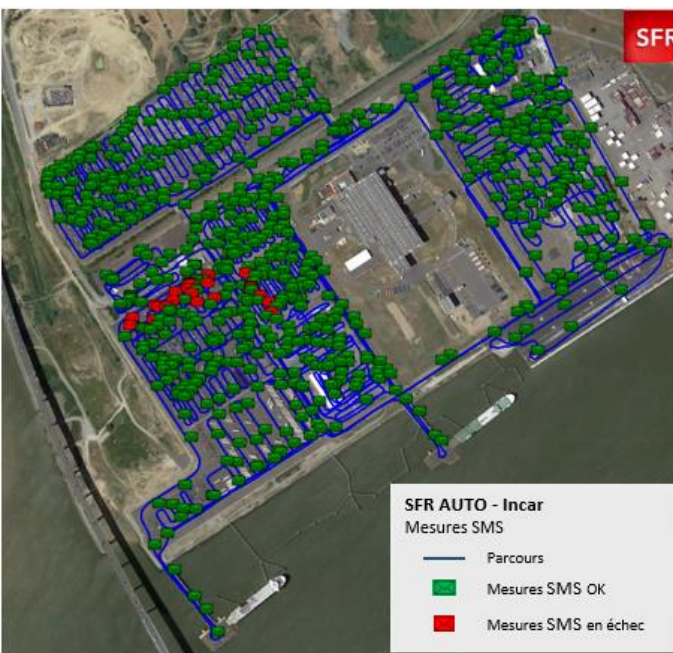 SFR
SFR AUTO - Incar
Mesures SMS
Parcours
Mesures SMS OK
Mesures SMS en échec